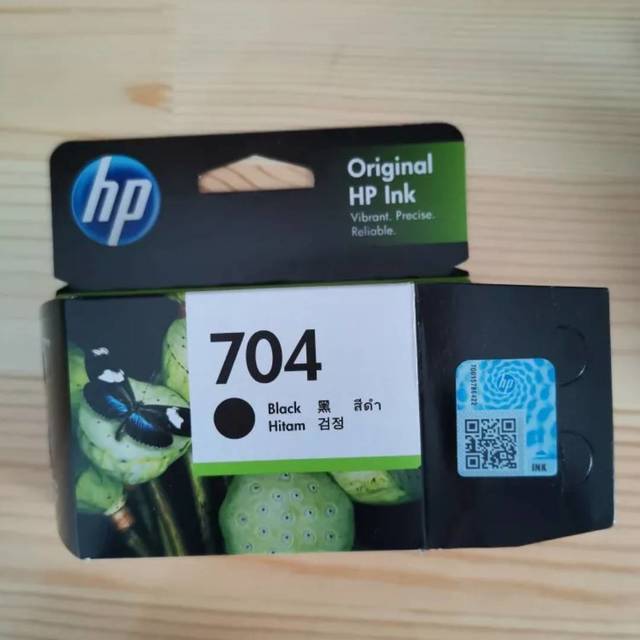 hp
Original
HP Ink
Vibrant. Precise.
Reliable.
704
Black 黑 สีดำ
Hitam 검정
hp
INK